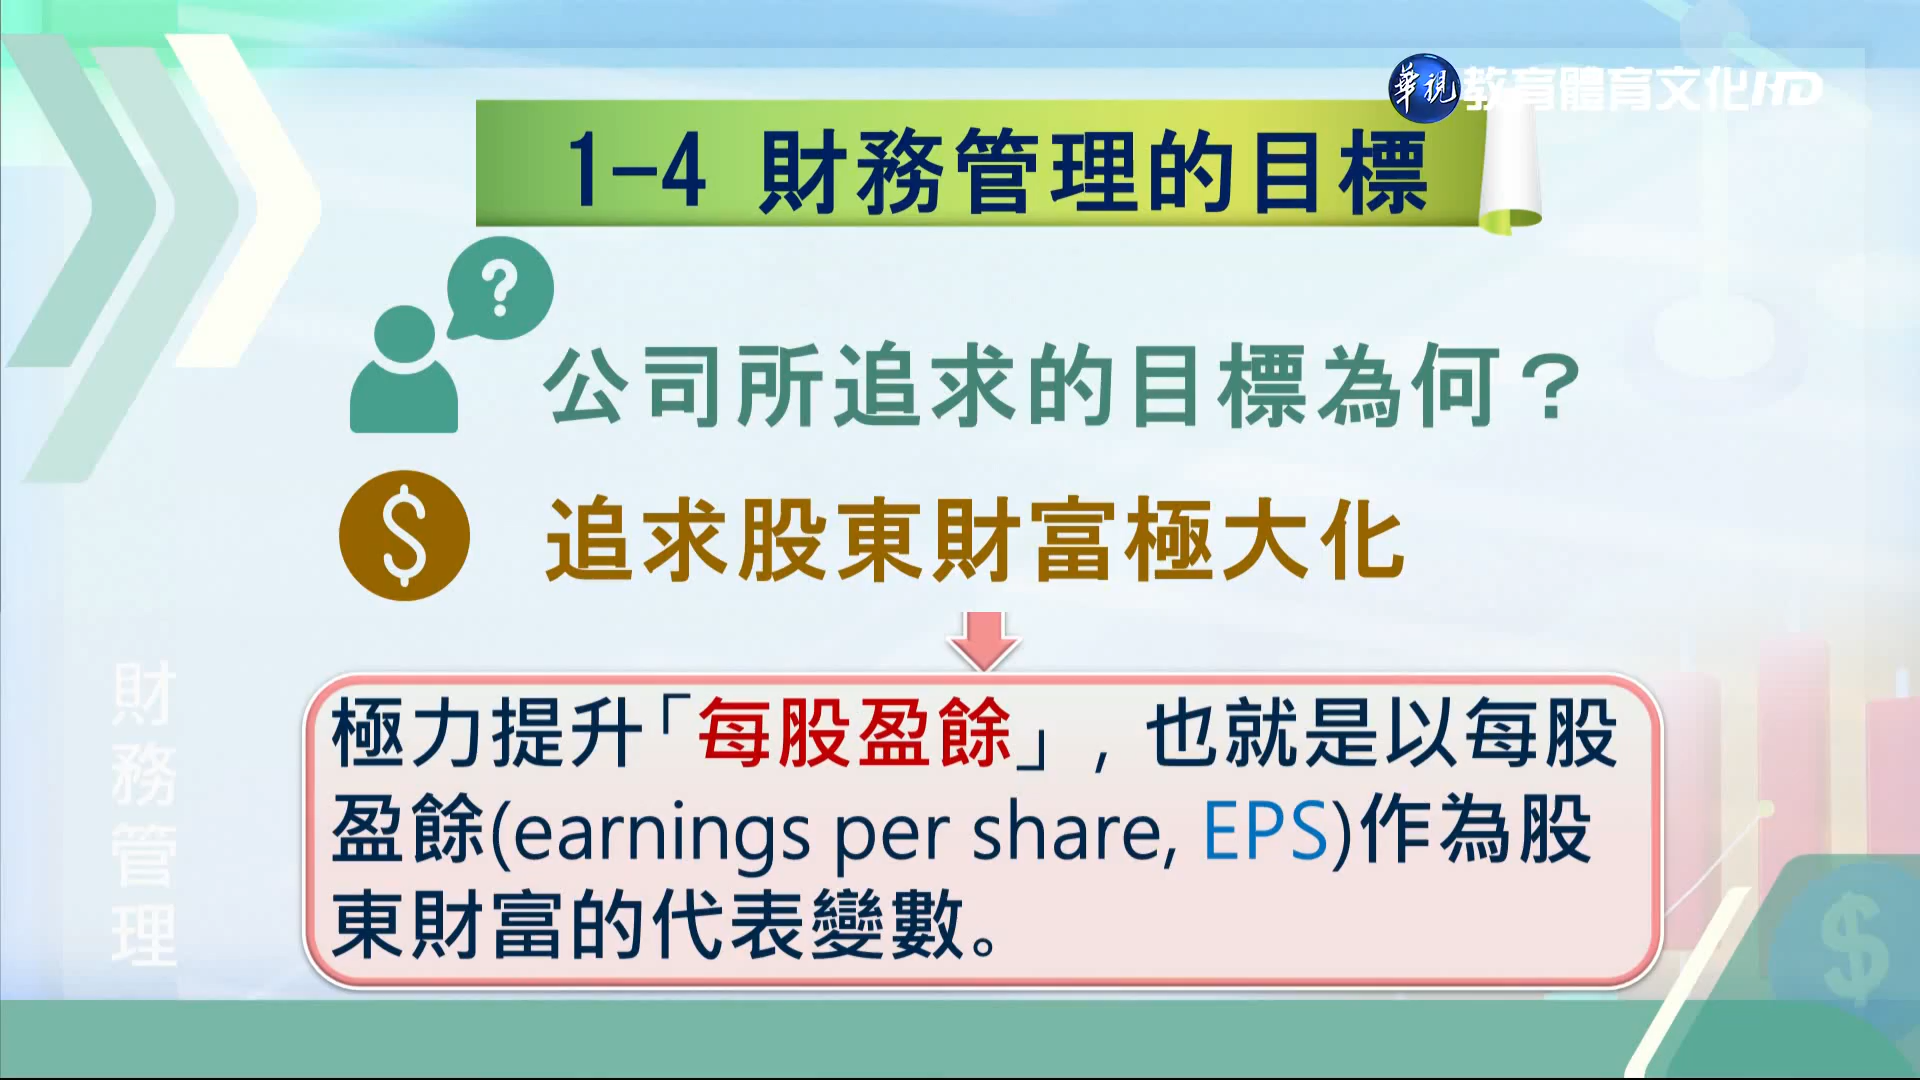 華視 教育體育文化HD
1-4 財務管理的目標
?
公司所追求的目標為何？
$
追求股東財富極大化
極力提升「每股盈餘」,也就是以每股
盈餘(earnings per share, EPS)作為股
東財富的代表變數。
財務管理
$